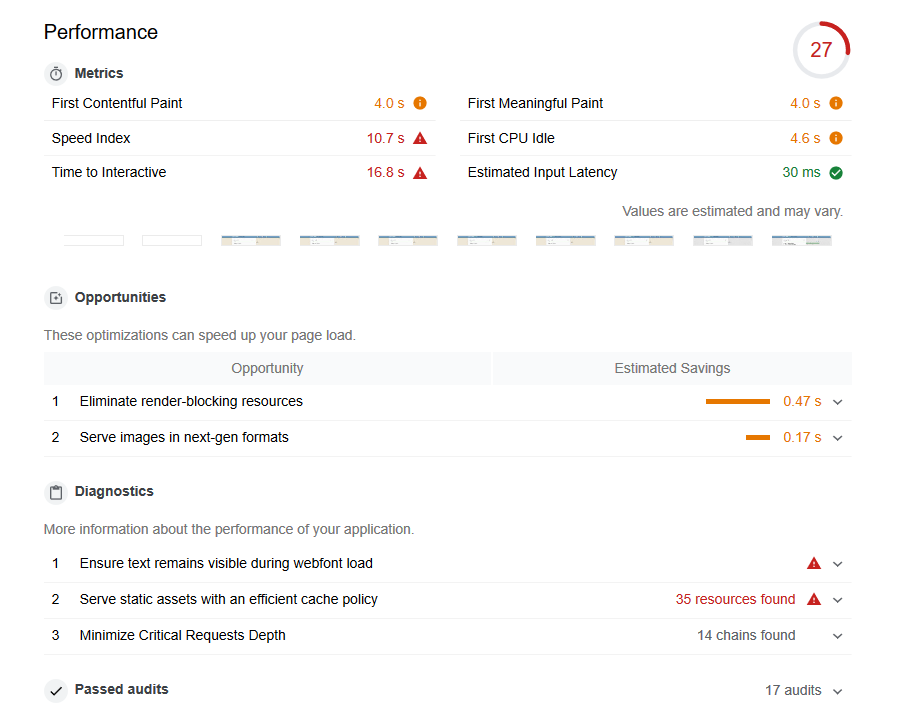 Performance
27
Metrics
First Contentful Paint 4.0 s
First Meaningful Paint 4.0 s
Speed Index 10.7 s
First CPU Idle 4.6 s
Time to Interactive 16.8 s
Estimated Input Latency 30 ms
Values are estimated and may vary.
Opportunities
These optimizations can speed up your page load.
Opportunity Estimated Savings
1 Eliminate render-blocking resources 0.47 s
2 Serve images in next-gen formats 0.17 s
Diagnostics
More information about the performance of your application.
1 Ensure text remains visible during webfont load
2 Serve static assets with an efficient cache policy 35 resources found
3 Minimize Critical Requests Depth 14 chains found
Passed audits 17 audits